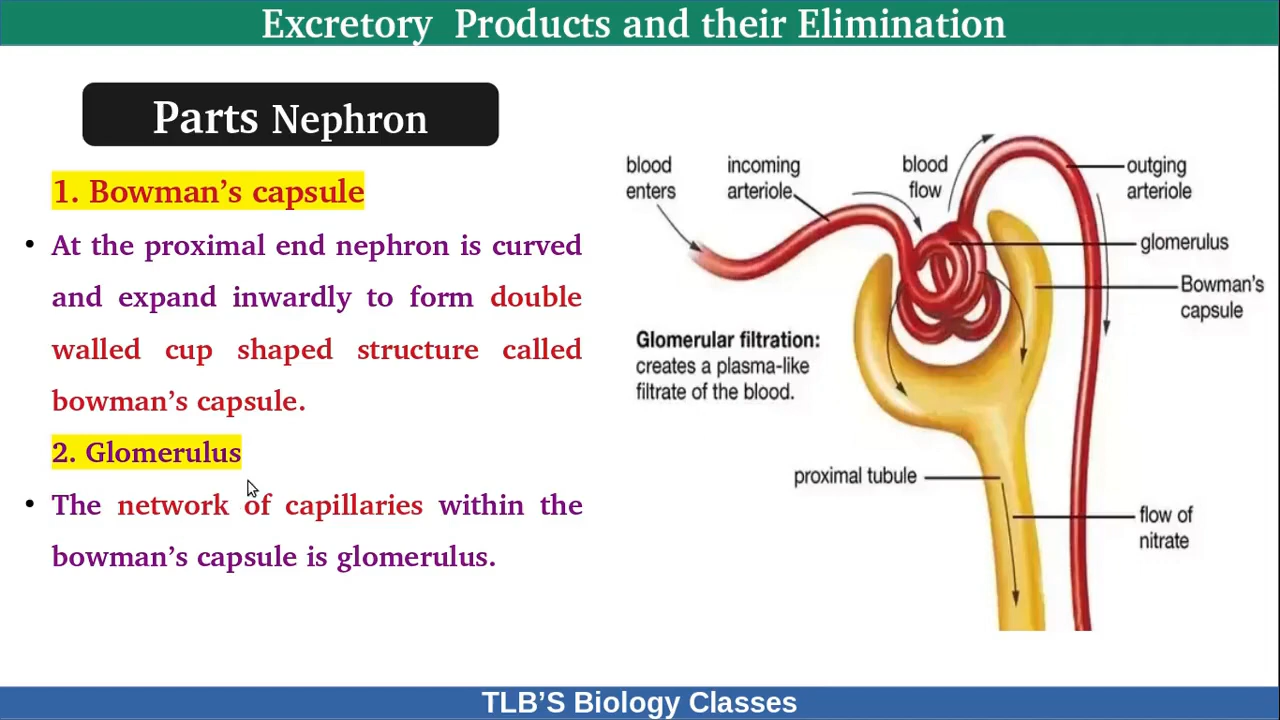 Excretory Products and their Elimination
Parts Nephron
1. Bowman's capsule
• At the proximal end nephron is curved
and expand inwardly to form double
walled cup shaped structure called
bowman's capsule.
2. Glomerulus
• The network of capillaries within the
bowman's capsule is glomerulus.
blood
enters
incoming
arteriole
blood
flow
outging
arteriole
glomerulus
Bowman's
capsule
Glomerular filtration:
creates a plasma-like
filtrate of the blood.
proximal tubule
flow of
nitrate
TLB'S Biology Classes